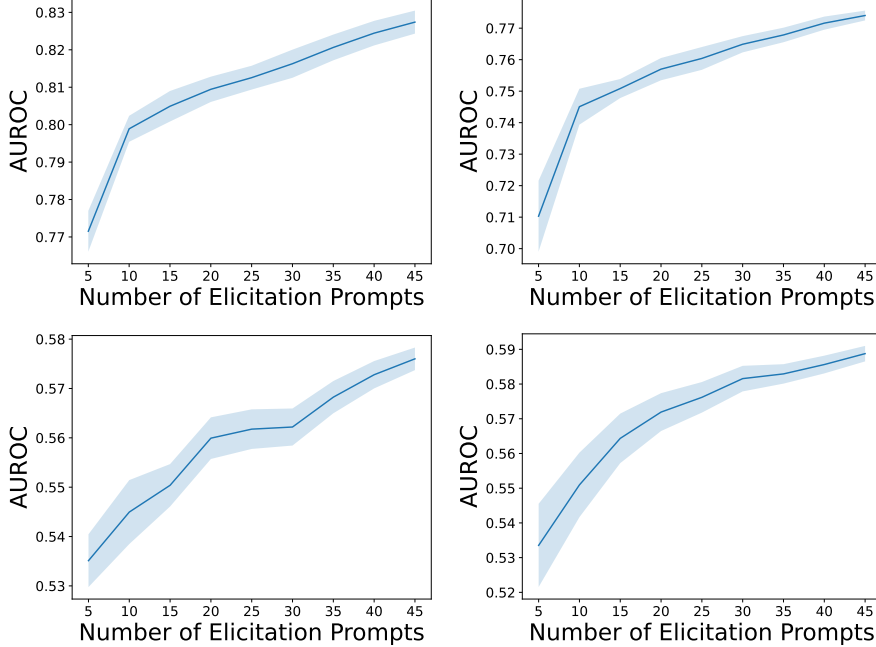 0.83
0.82
0.81
0.80
0.79
0.78
0.77
AUROC
5 10 15 20 25 30 35 40 45
Number of Elicitation Prompts
0.77
0.76
0.75
0.74
0.73
0.72
0.71
0.70
AUROC
5 10 15 20 25 30 35 40 45
Number of Elicitation Prompts
0.58
0.57
0.56
0.55
0.54
0.53
AUROC
5 10 15 20 25 30 35 40 45
Number of Elicitation Prompts
0.59
0.58
0.57
0.56
0.55
0.54
0.53
0.52
AUROC
5 10 15 20 25 30 35 40 45
Number of Elicitation Prompts